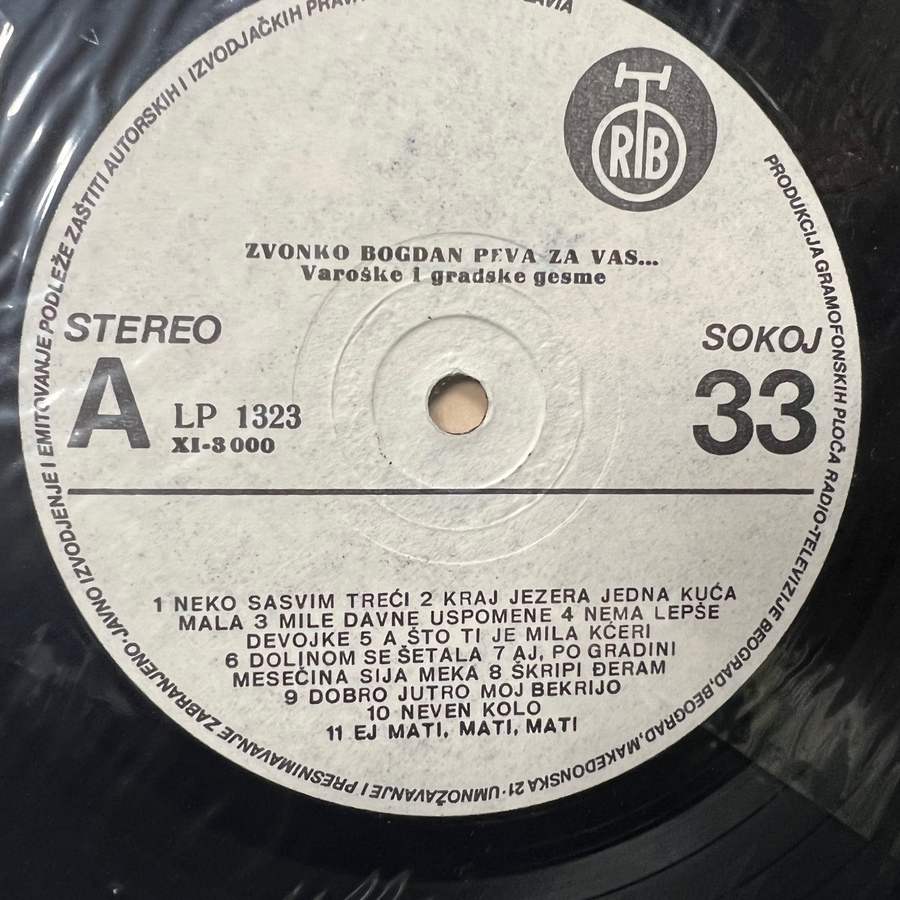 PRODUKCIJA GRAMOFONSKIH PLOČA RADIO-TELEVIZIJE BEOGRAD, BEOGRAD, MAKEDONSKA 21 · UMNOŽAVANJE I PRESNIMAVANJE ZABRANJENO · JAVNO IZVODJENJE I EMITOVANJE PODLEŽE ZAŠTITI AUTORSKIH I IZVODJAČKIH
RTB
ZVONKO BOGDAN PEVA ZA VAS...
Varoške i gradske gesme
STEREO
SOKOJ
A
33
LP 1323
XI-8 000
1 NEKO SASVIM TREĆI 2 KRAJ JEZERA JEDNA KUĆA
MALA 3 MILE DAVNE USPOMENE 4 NEMA LEPŠE
DEVOJKE 5 A ŠTO TI JE MILA KĆERI
6 DOLINOM SE ŠETALA 7 AJ, PO GRADINI
MESEČINA SIJA MEKA 8 ŠKRIPI ĐERAM
9 DOBRO JUTRO MOJ BEKRIJO
10 NEVEN KOLO
11 EJ MATI, MATI, MATI